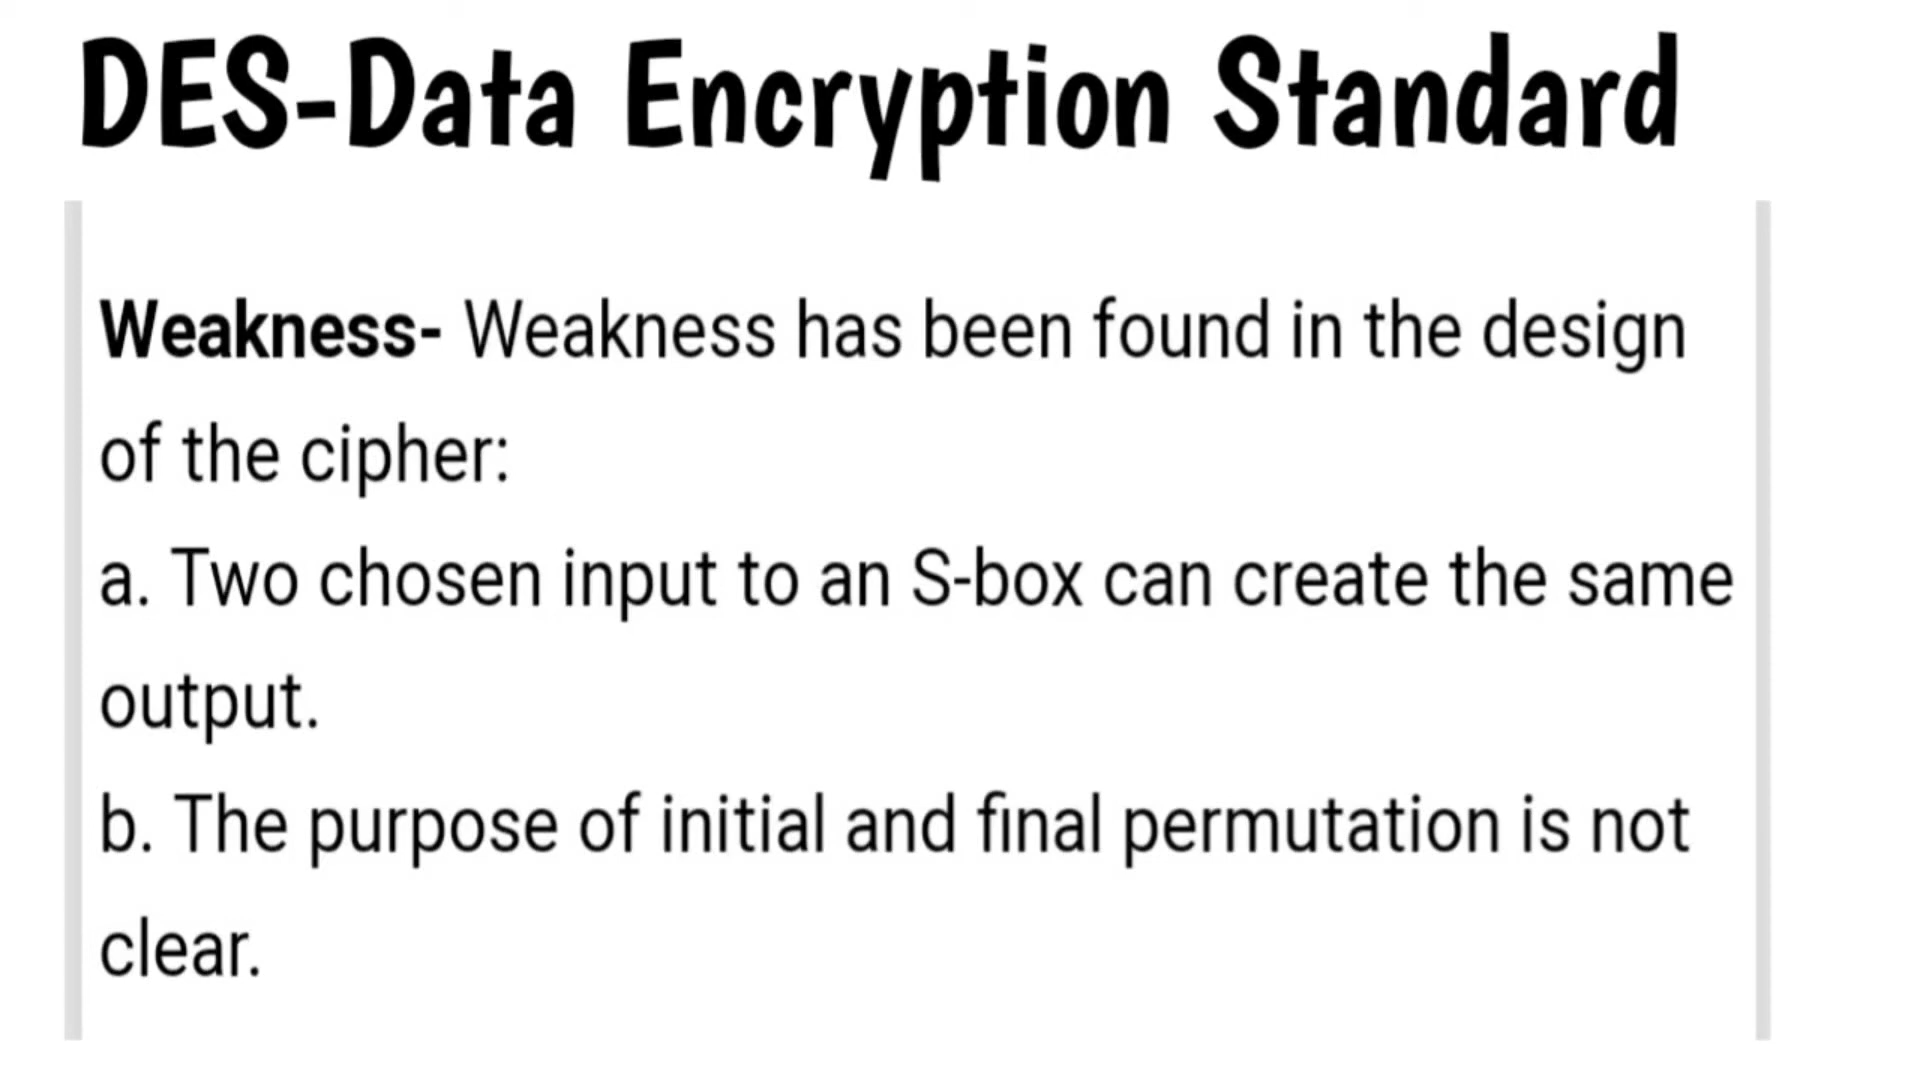 DES-Data Encryption Standard
Weakness- Weakness has been found in the design
of the cipher:
a. Two chosen input to an S-box can create the same
output.
b. The purpose of initial and final permutation is not
clear.